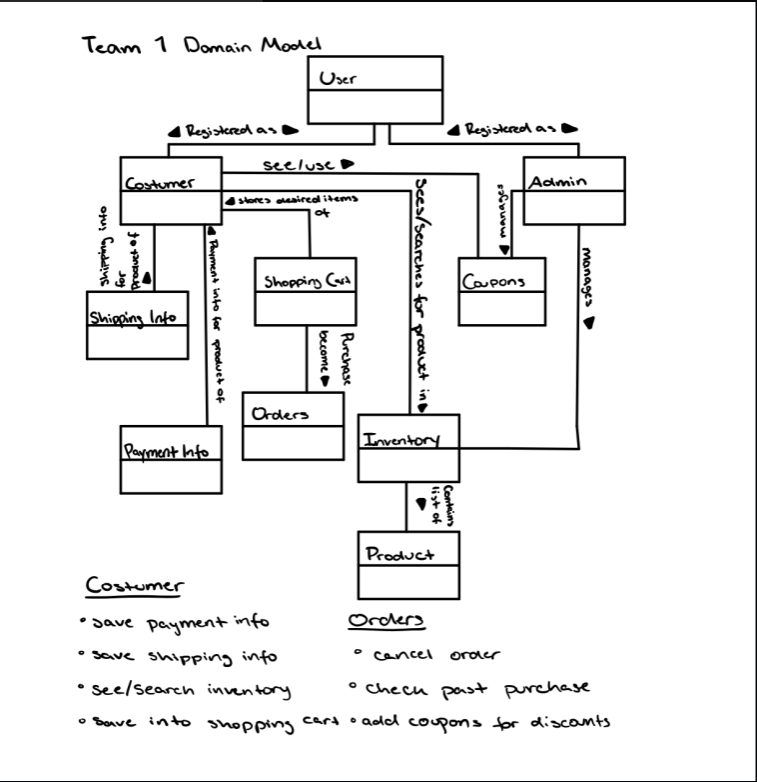 Team 1 Domain Model
User
◄ Registered as ►
◄ Registered as ►
see/use ►
Costumer
Admin
◄ stores desired items
of
sees/searches for product in ►
manages ►
manages ►
Shipping info
for
Product of
◄ Payment info for product of
Shopping Cart
Coupons
Shipping Info
Purchase
become ►
Orders
Inventory
Payment Info
Contains
list of
Product
Costumer
• save payment info
• save shipping info
• see/search inventory
• save into shopping cart
Orders
• cancel order
• check past purchase
• add coupons for discants